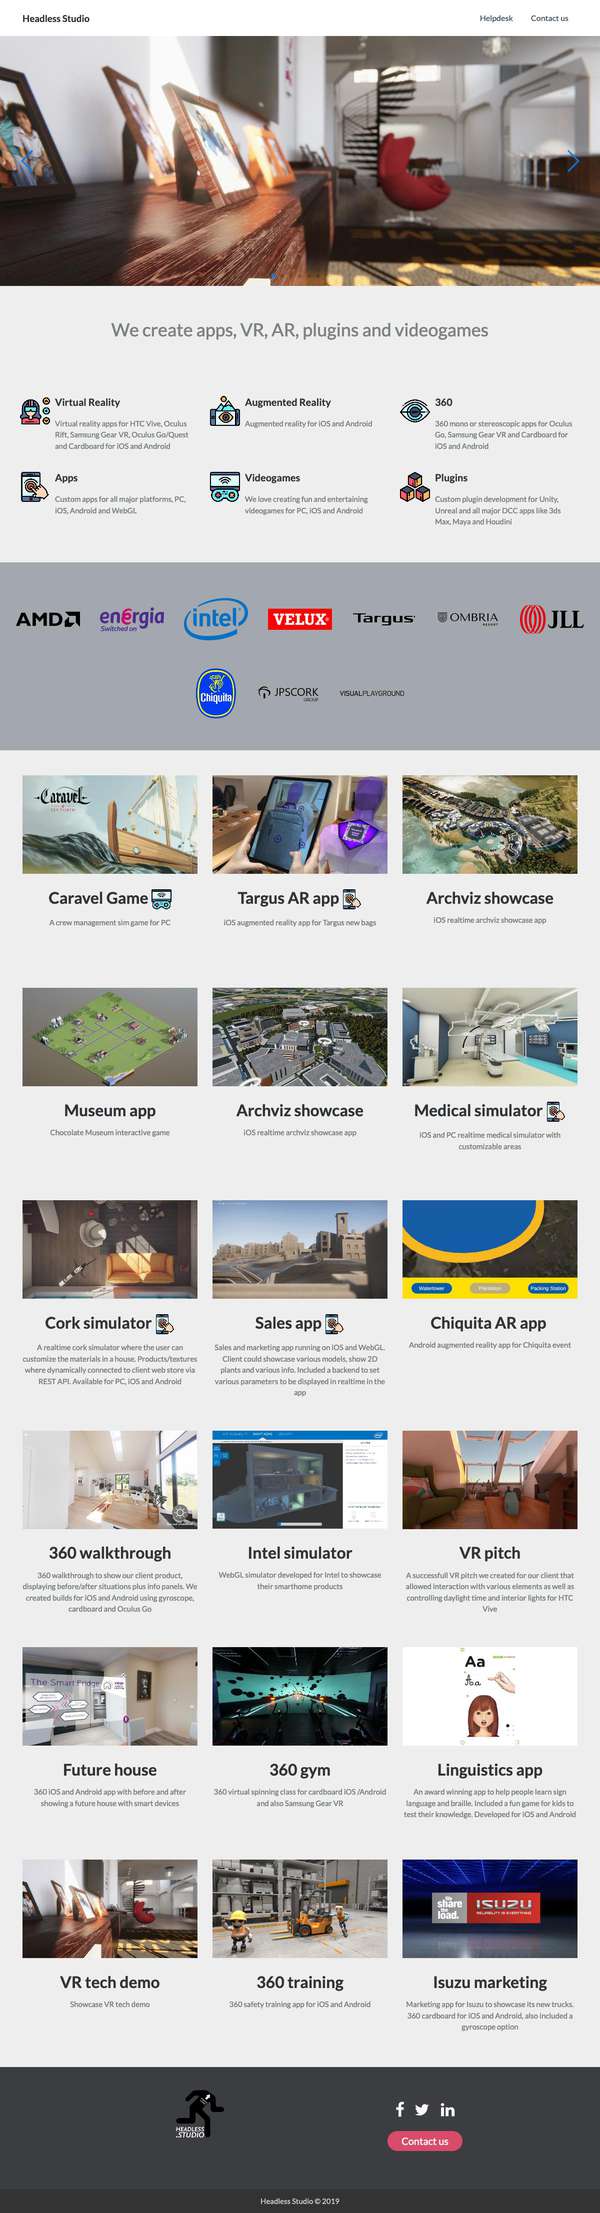 Headless Studio
Helpdesk
Contact us
We create apps, VR, AR, plugins and videogames
Virtual Reality
Virtual reality apps for HTC Vive, Oculus
Rift, Samsung Gear VR, Oculus Go/Quest
and Cardboard for iOS and Android
Augmented Reality
Augmented reality for iOS and Android
360
360 mono or stereoscopic apps for Oculus
Go, Samsung Gear VR and Cardboard for
iOS and Android
Apps
Custom apps for all major platforms, PC,
iOS, Android and WebGL
Videogames
We love creating fun and entertaining
videogames for PC, iOS and Android
Plugins
Custom plugin development for Unity,
Unreal and all major DCC apps like 3ds
Max, Maya and Houdini
AMD
energia
Switched on
intel
VELUX
Targus
OMBRIA
RESORT
JLL
Chiquita
JPSCORK
GROUP
VISUALPLAYGROUND
Caravel
Caravel Game
A crew management sim game for PC
Targus AR app
iOS augmented reality app for Targus new bags
Archviz showcase
iOS realtime archviz showcase app
Museum app
Chocolate Museum interactive game
Archviz showcase
iOS realtime archviz showcase app
Medical simulator
iOS and PC realtime medical simulator with
customizable areas
Watertower
Packing Station
Cork simulator
A realtime cork simulator where the user can
customize the materials in a house. Products/textures
where dynamically connected to client web store via
REST API. Available for PC, iOS and Android
Sales app
Sales and marketing app running on iOS and WebGL.
Client could showcase various models, show 2D
plants and various info. Included a backend to set
various parameters to be displayed in realtime in the
app
Chiquita AR app
Android augmented reality app for Chiquita event
360 walkthrough
360 walkthrough to show our client product,
displaying before/after situations plus info panels. We
created builds for iOS and Android using gyroscope,
cardboard and Oculus Go
Intel simulator
WebGL simulator developed for Intel to showcase
their smarthome products
VR pitch
A successfull VR pitch we created for our client that
allowed interaction with various elements as well as
controlling daylight time and interior lights for HTC
Vive
The Smart Fridge
Aa
Future house
360 iOS and Android app with before and after
showing a future house with smart devices
360 gym
360 virtual spinning class for cardboard iOS /Android
and also Samsung Gear VR
Linguistics app
An award winning app to help people learn sign
language and braille. Included a fun game for kids to
test their knowledge. Developed for iOS and Android
share
load.
ISUZU
RELIABILITY IS EVERYTHING
VR tech demo
Showcase VR tech demo
360 training
360 safety training app for iOS and Android
Isuzu marketing
Marketing app for Isuzu to showcase its new trucks.
360 cardboard for iOS and Android, also included a
gyroscope option
HEADLESS
.STUDIO
Contact us
Headless Studio © 2019